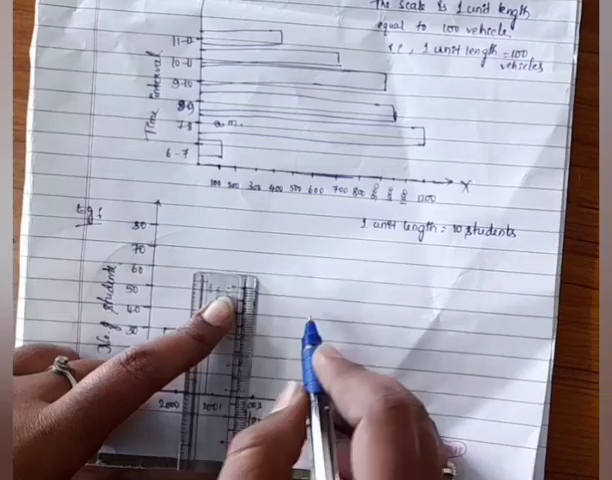 The scale is 1 unit length
equal to 100 vehicle.
i.e, 1 unit length = 100
vehicles
11-12
10-11
9-10
8-9
7-8 a.m.
6-7
Time interval
100 200 300 400 500 600 700 800 1100 X
Eg:
1 unit length = 10 students
80
70
60
50
30
No. of students
2000 2001